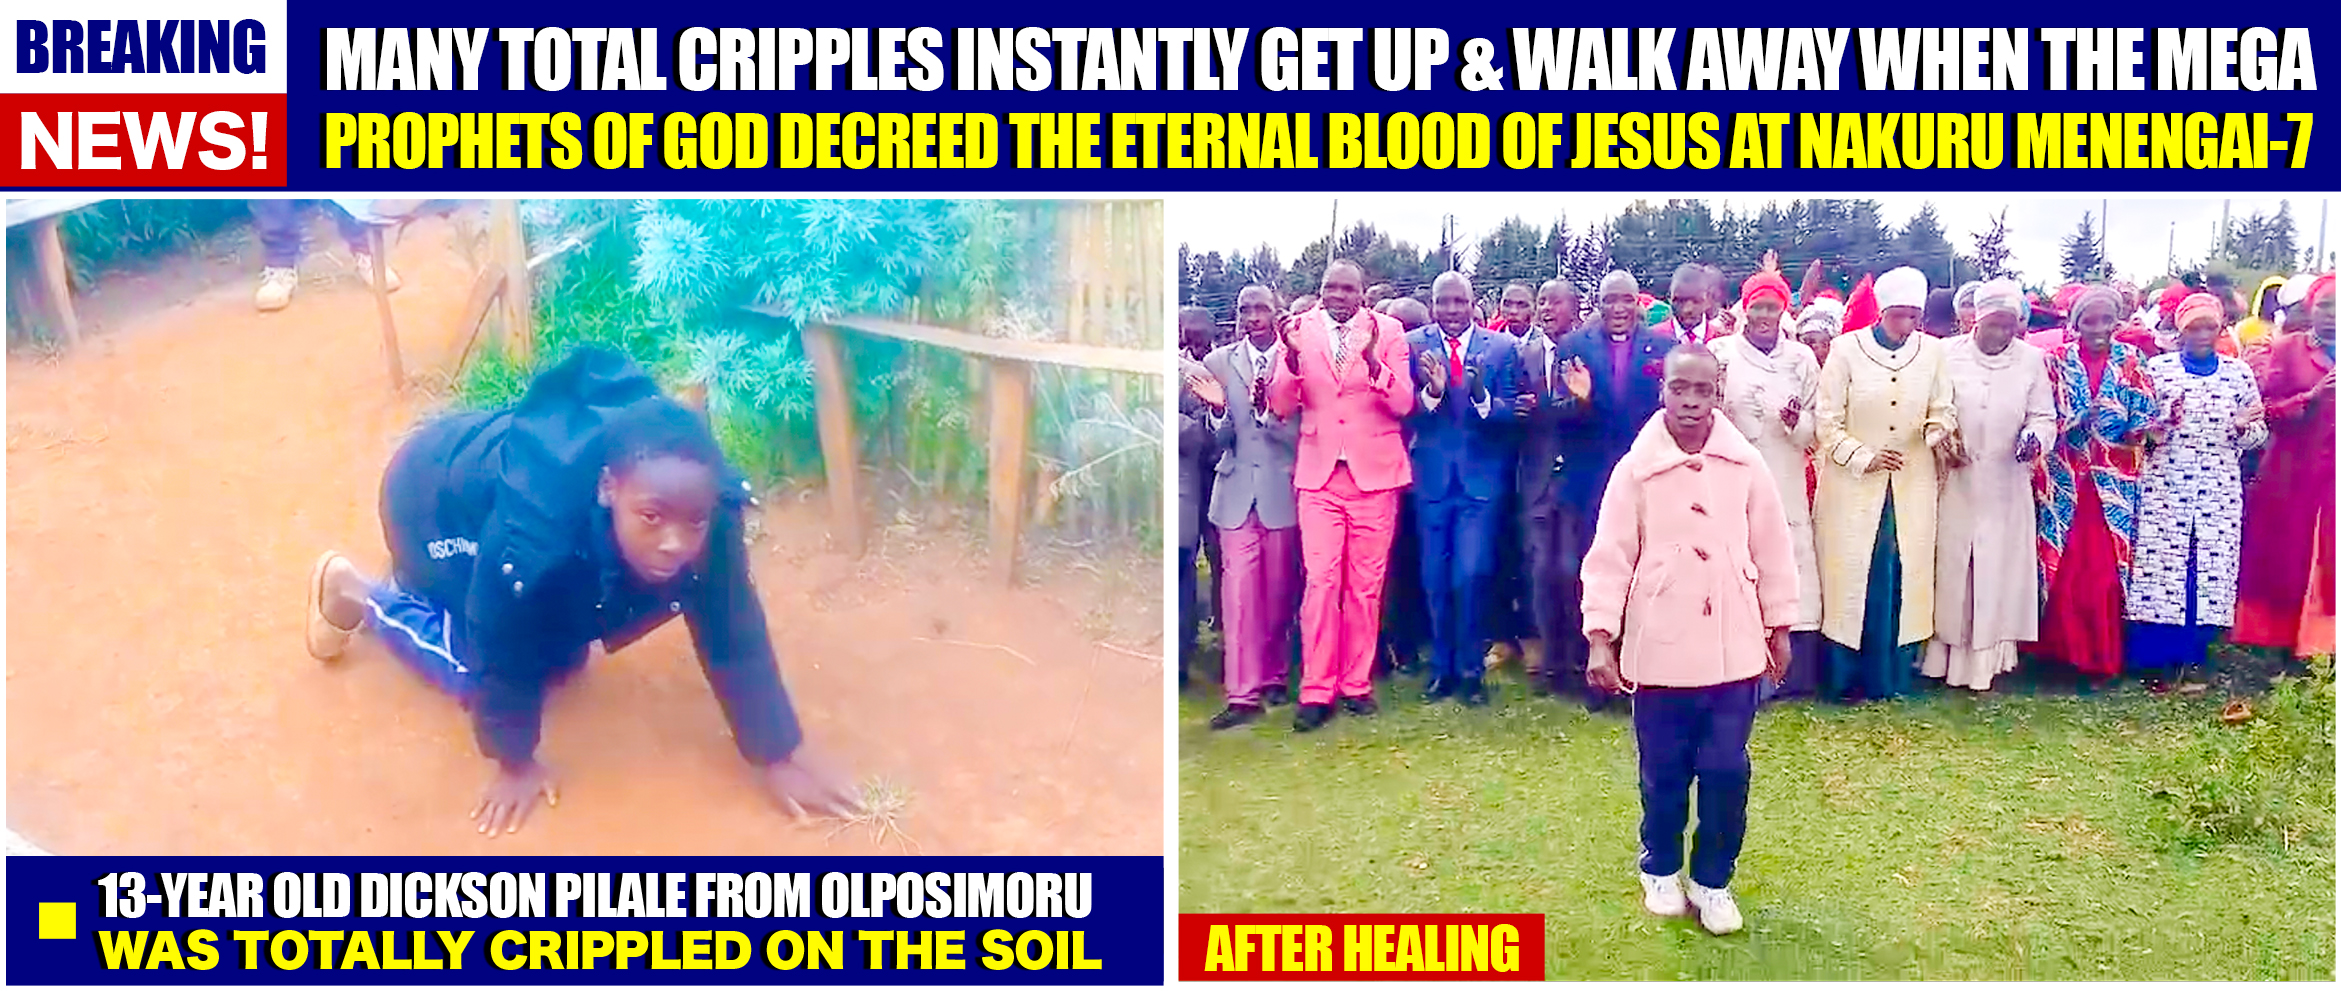 BREAKING
NEWS!
MANY TOTAL CRIPPLES INSTANTLY GET UP & WALK AWAY WHEN THE MEGA
PROPHETS OF GOD DECREED THE ETERNAL BLOOD OF JESUS AT NAKURU MENENGAI-7
13-YEAR OLD DICKSON PILALE FROM OLPOSIMORU
WAS TOTALLY CRIPPLED ON THE SOIL
AFTER HEALING